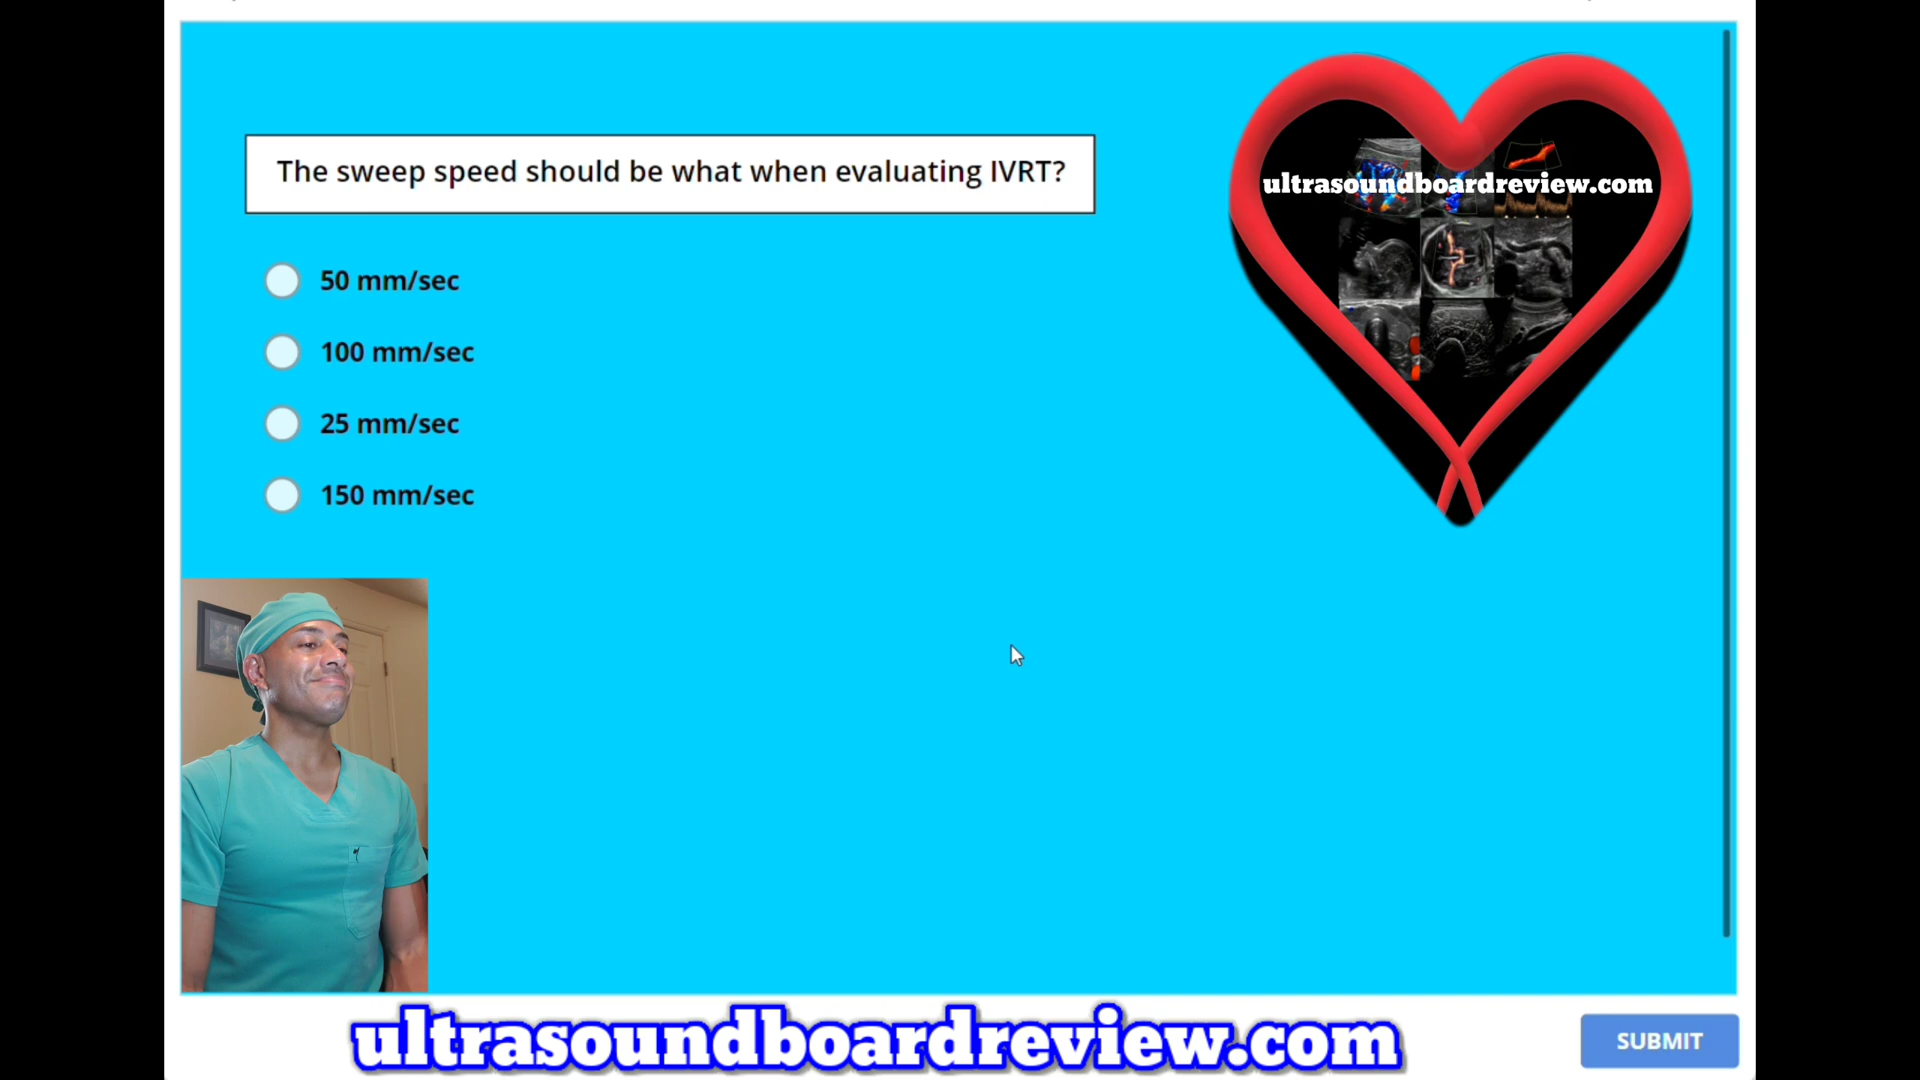 The sweep speed should be what when evaluating IVRT?
50 mm/sec
100 mm/sec
25 mm/sec
150 mm/sec
ultrasoundboardreview.com
ultrasoundboardreview.com
SUBMIT